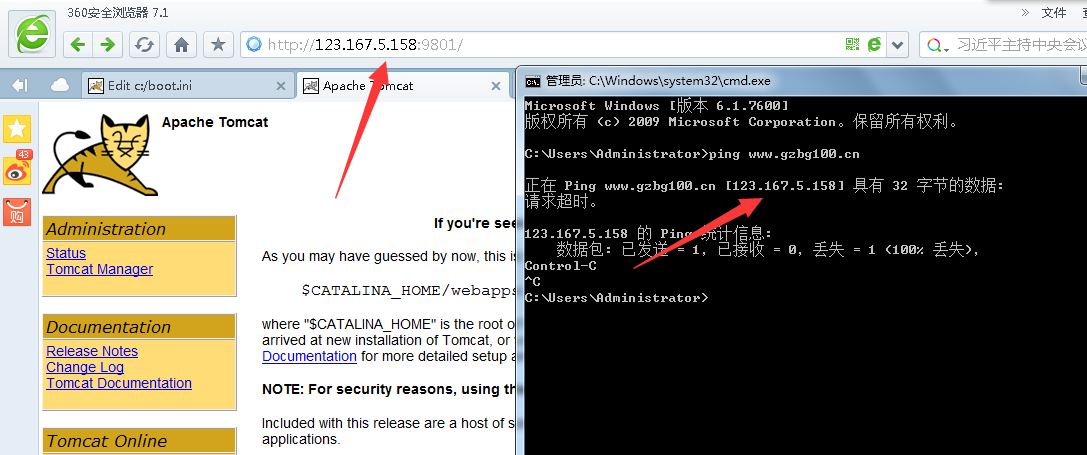 360安全浏览器 7.1
» 文件
http://123.167.5.158:9801/
习近平主持中央会议
Edit c:/boot.ini
Apache Tomcat
43
购
Apache Tomcat
Administration
Status
Tomcat Manager
Documentation
Release Notes
Change Log
Tomcat Documentation
Tomcat Online
If you're see
As you may have guessed by now, this is
$CATALINA_HOME/webapps
where "$CATALINA_HOME" is the root o
arrived at new installation of Tomcat, or
Documentation for more detailed setup a
NOTE: For security reasons, using th
Included with this release are a host of s
applications.
管理员: C:\Windows\system32\cmd.exe
Microsoft Windows [版本 6.1.7600]
版权所有 (c) 2009 Microsoft Corporation。保留所有权利。
C:\Users\Administrator>ping www.gzbg100.cn
正在 Ping www.gzbg100.cn [123.167.5.158] 具有 32 字节的数据:
请求超时。
123.167.5.158 的 Ping 统计信息:
数据包: 已发送 = 1，已接收 = 0，丢失 = 1 (100% 丢失)，
Control-C
^C
C:\Users\Administrator>